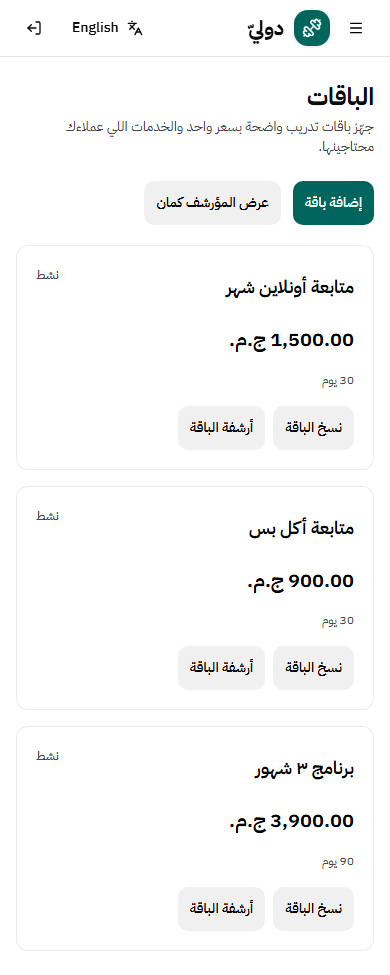 دوليّ
English
الباقات
جهّز باقات تدريب واضحة بسعر واحد والخدمات اللي عملاءك
محتاجينها.
إضافة باقة
عرض المؤرشف كمان
متابعة أونلاين شهر
نشط
1,500.00 ج.م.
30 يوم
نسخ الباقة
أرشفة الباقة
متابعة أكل بس
نشط
900.00 ج.م.
30 يوم
نسخ الباقة
أرشفة الباقة
برنامج ٣ شهور
نشط
3,900.00 ج.م.
90 يوم
نسخ الباقة
أرشفة الباقة